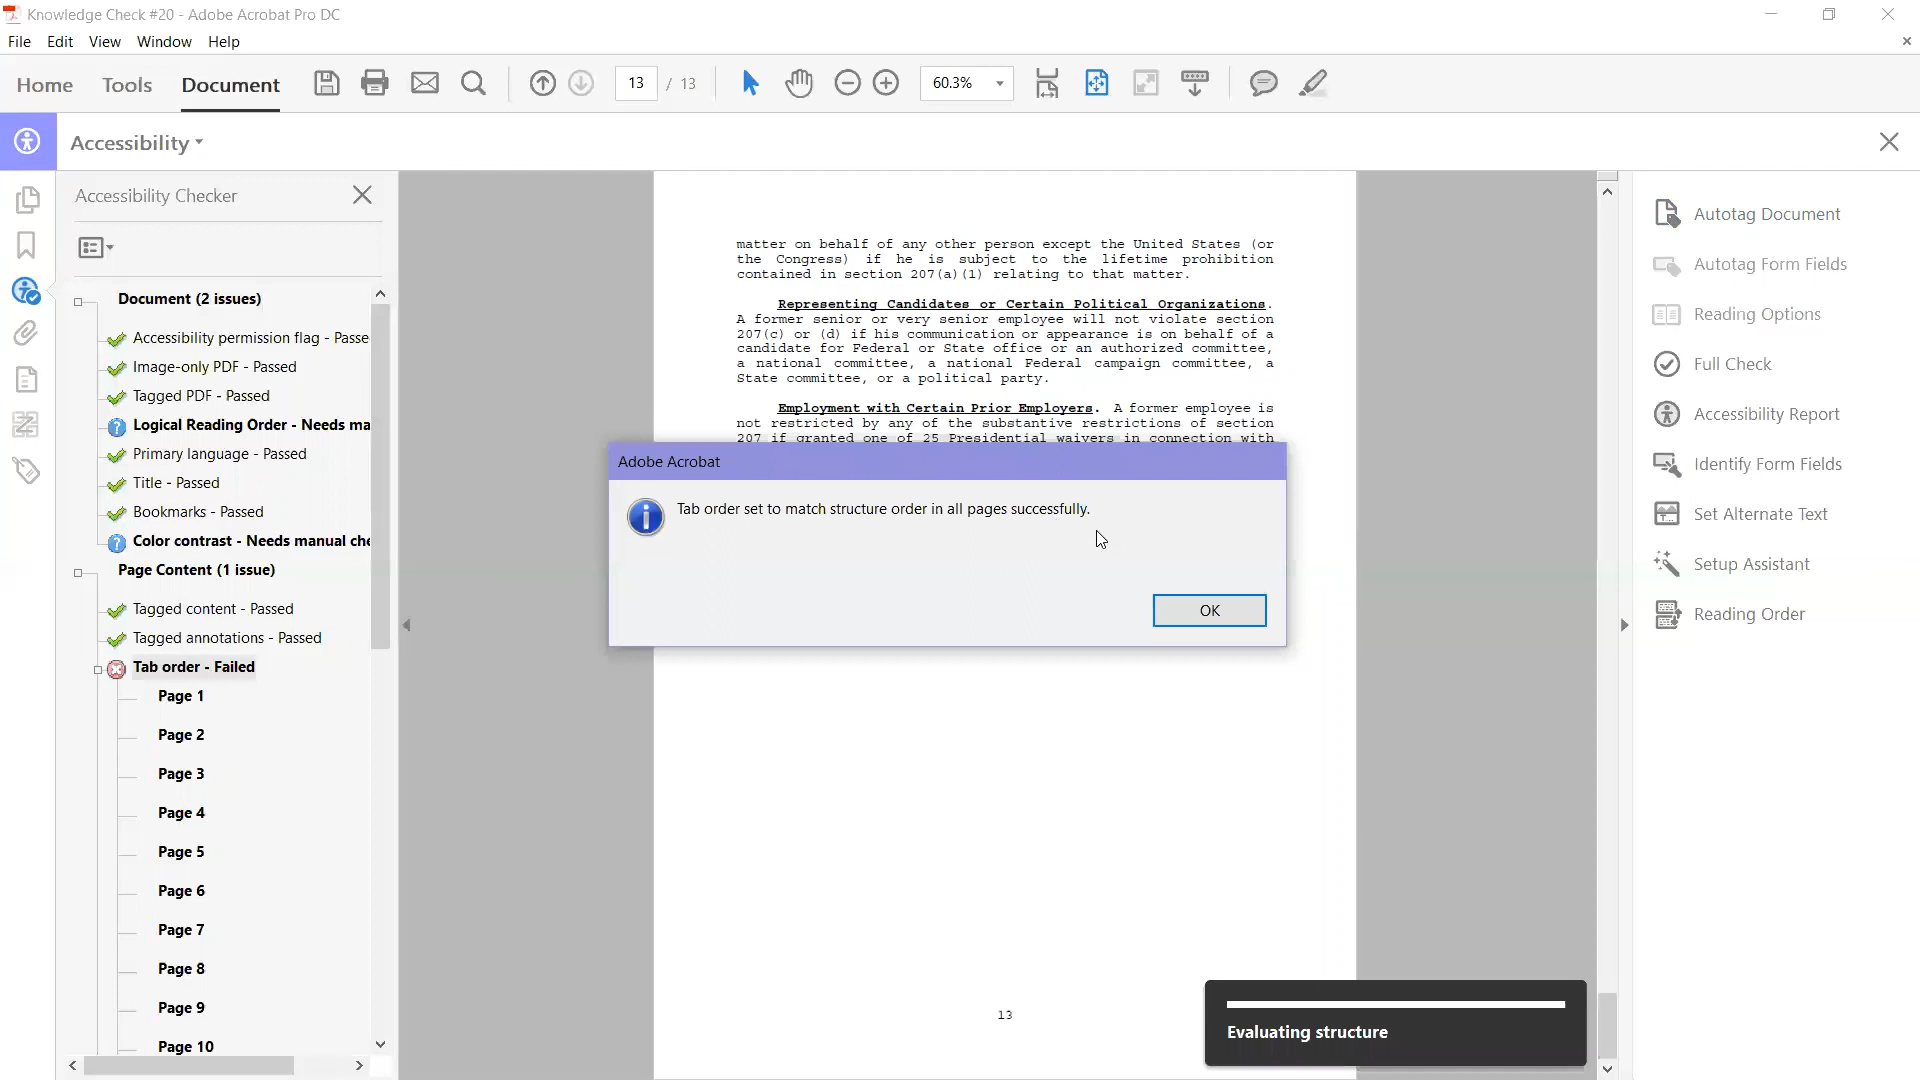 Knowledge Check #20 - Adobe Acrobat Pro DC
File Edit View Window Help
Home Tools Document 13 / 13 60.3%
Accessibility
Accessibility Checker
Document (2 issues)
Accessibility permission flag - Passe
Image-only PDF - Passed
Tagged PDF - Passed
Logical Reading Order - Needs ma
Primary language - Passed
Title - Passed
Bookmarks - Passed
Color contrast - Needs manual che
Page Content (1 issue)
Tagged content - Passed
Tagged annotations - Passed
Tab order - Failed
Page 1
Page 2
Page 3
Page 4
Page 5
Page 6
Page 7
Page 8
Page 9
Page 10
matter on behalf of any other person except the United States (or
the Congress) if he is subject to the lifetime prohibition
contained in section 207(a)(1) relating to that matter.
Representing Candidates or Certain Political Organizations.
A former senior or very senior employee will not violate section
207(c) or (d) if his communication or appearance is on behalf of a
candidate for Federal or State office or an authorized committee,
a national committee, a national Federal campaign committee, a
State committee, or a political party.
Employment with Certain Prior Employers. A former employee is
not restricted by any of the substantive restrictions of section
207 if granted one of 25 Presidential waivers in connection with
Adobe Acrobat
Tab order set to match structure order in all pages successfully.
OK
13
Evaluating structure
Autotag Document
Autotag Form Fields
Reading Options
Full Check
Accessibility Report
Identify Form Fields
Set Alternate Text
Setup Assistant
Reading Order